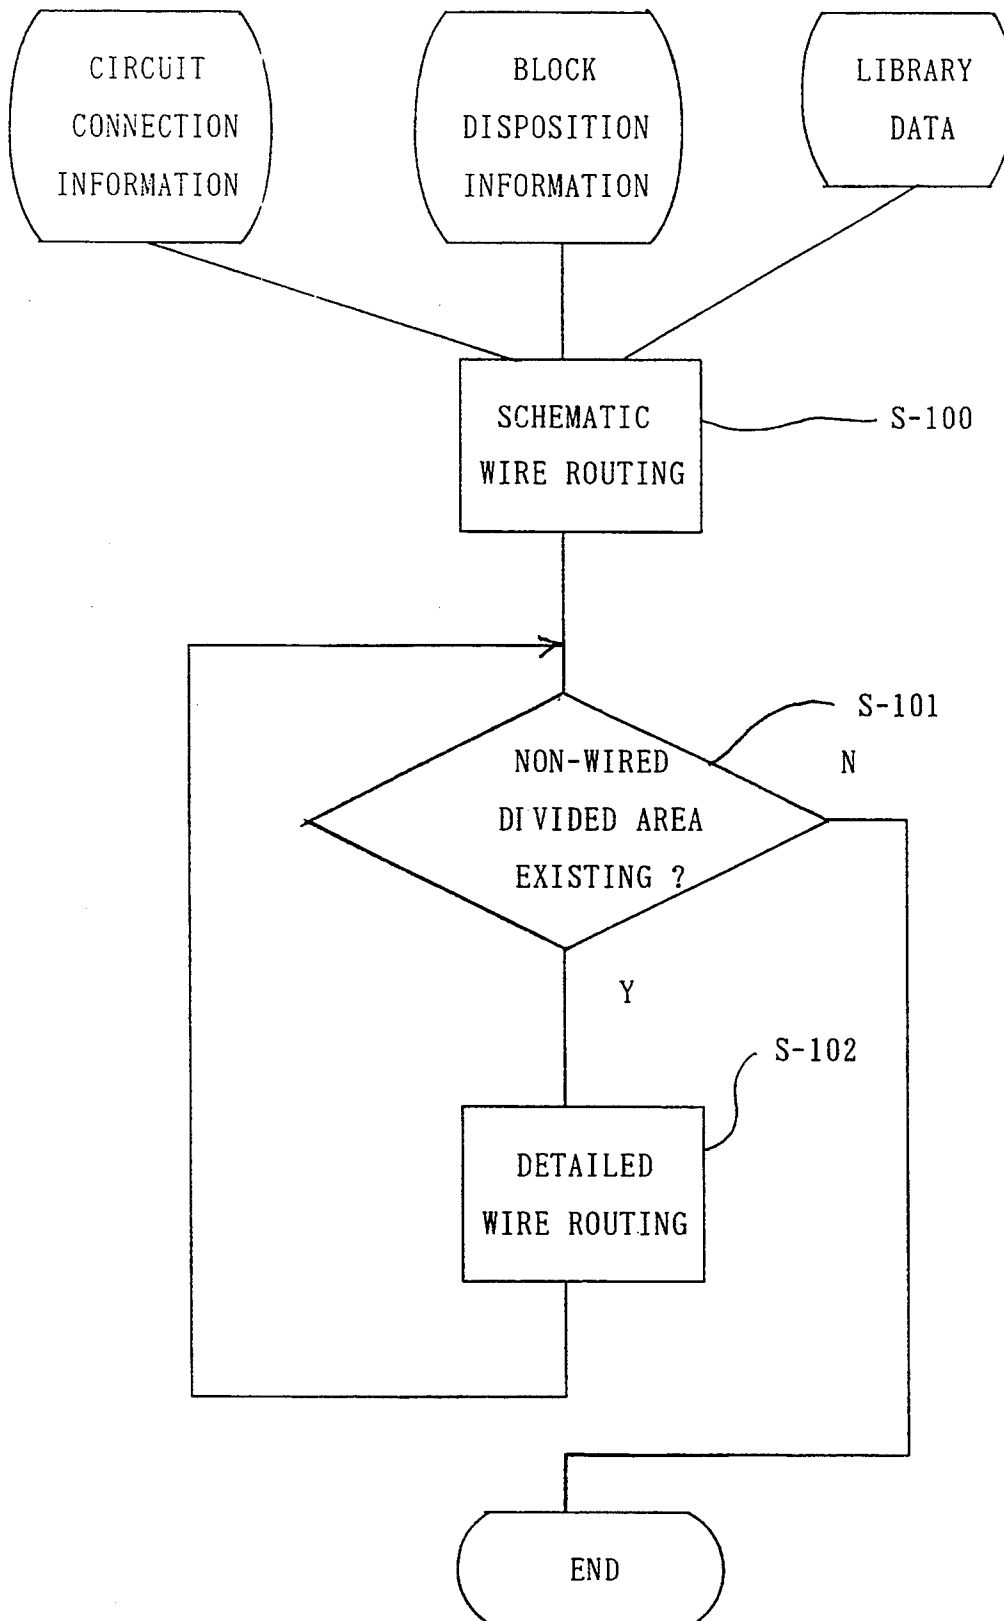 CIRCUIT
CONNECTION
INFORMATION
BLOCK
DISPOSITION
INFORMATION
LIBRARY
DATA
SCHEMATIC
WIRE ROUTING
S-100
S-101
NON-WIRED
DIVIDED AREA
EXISTING ?
N
Y
S-102
DETAILED
WIRE ROUTING
END